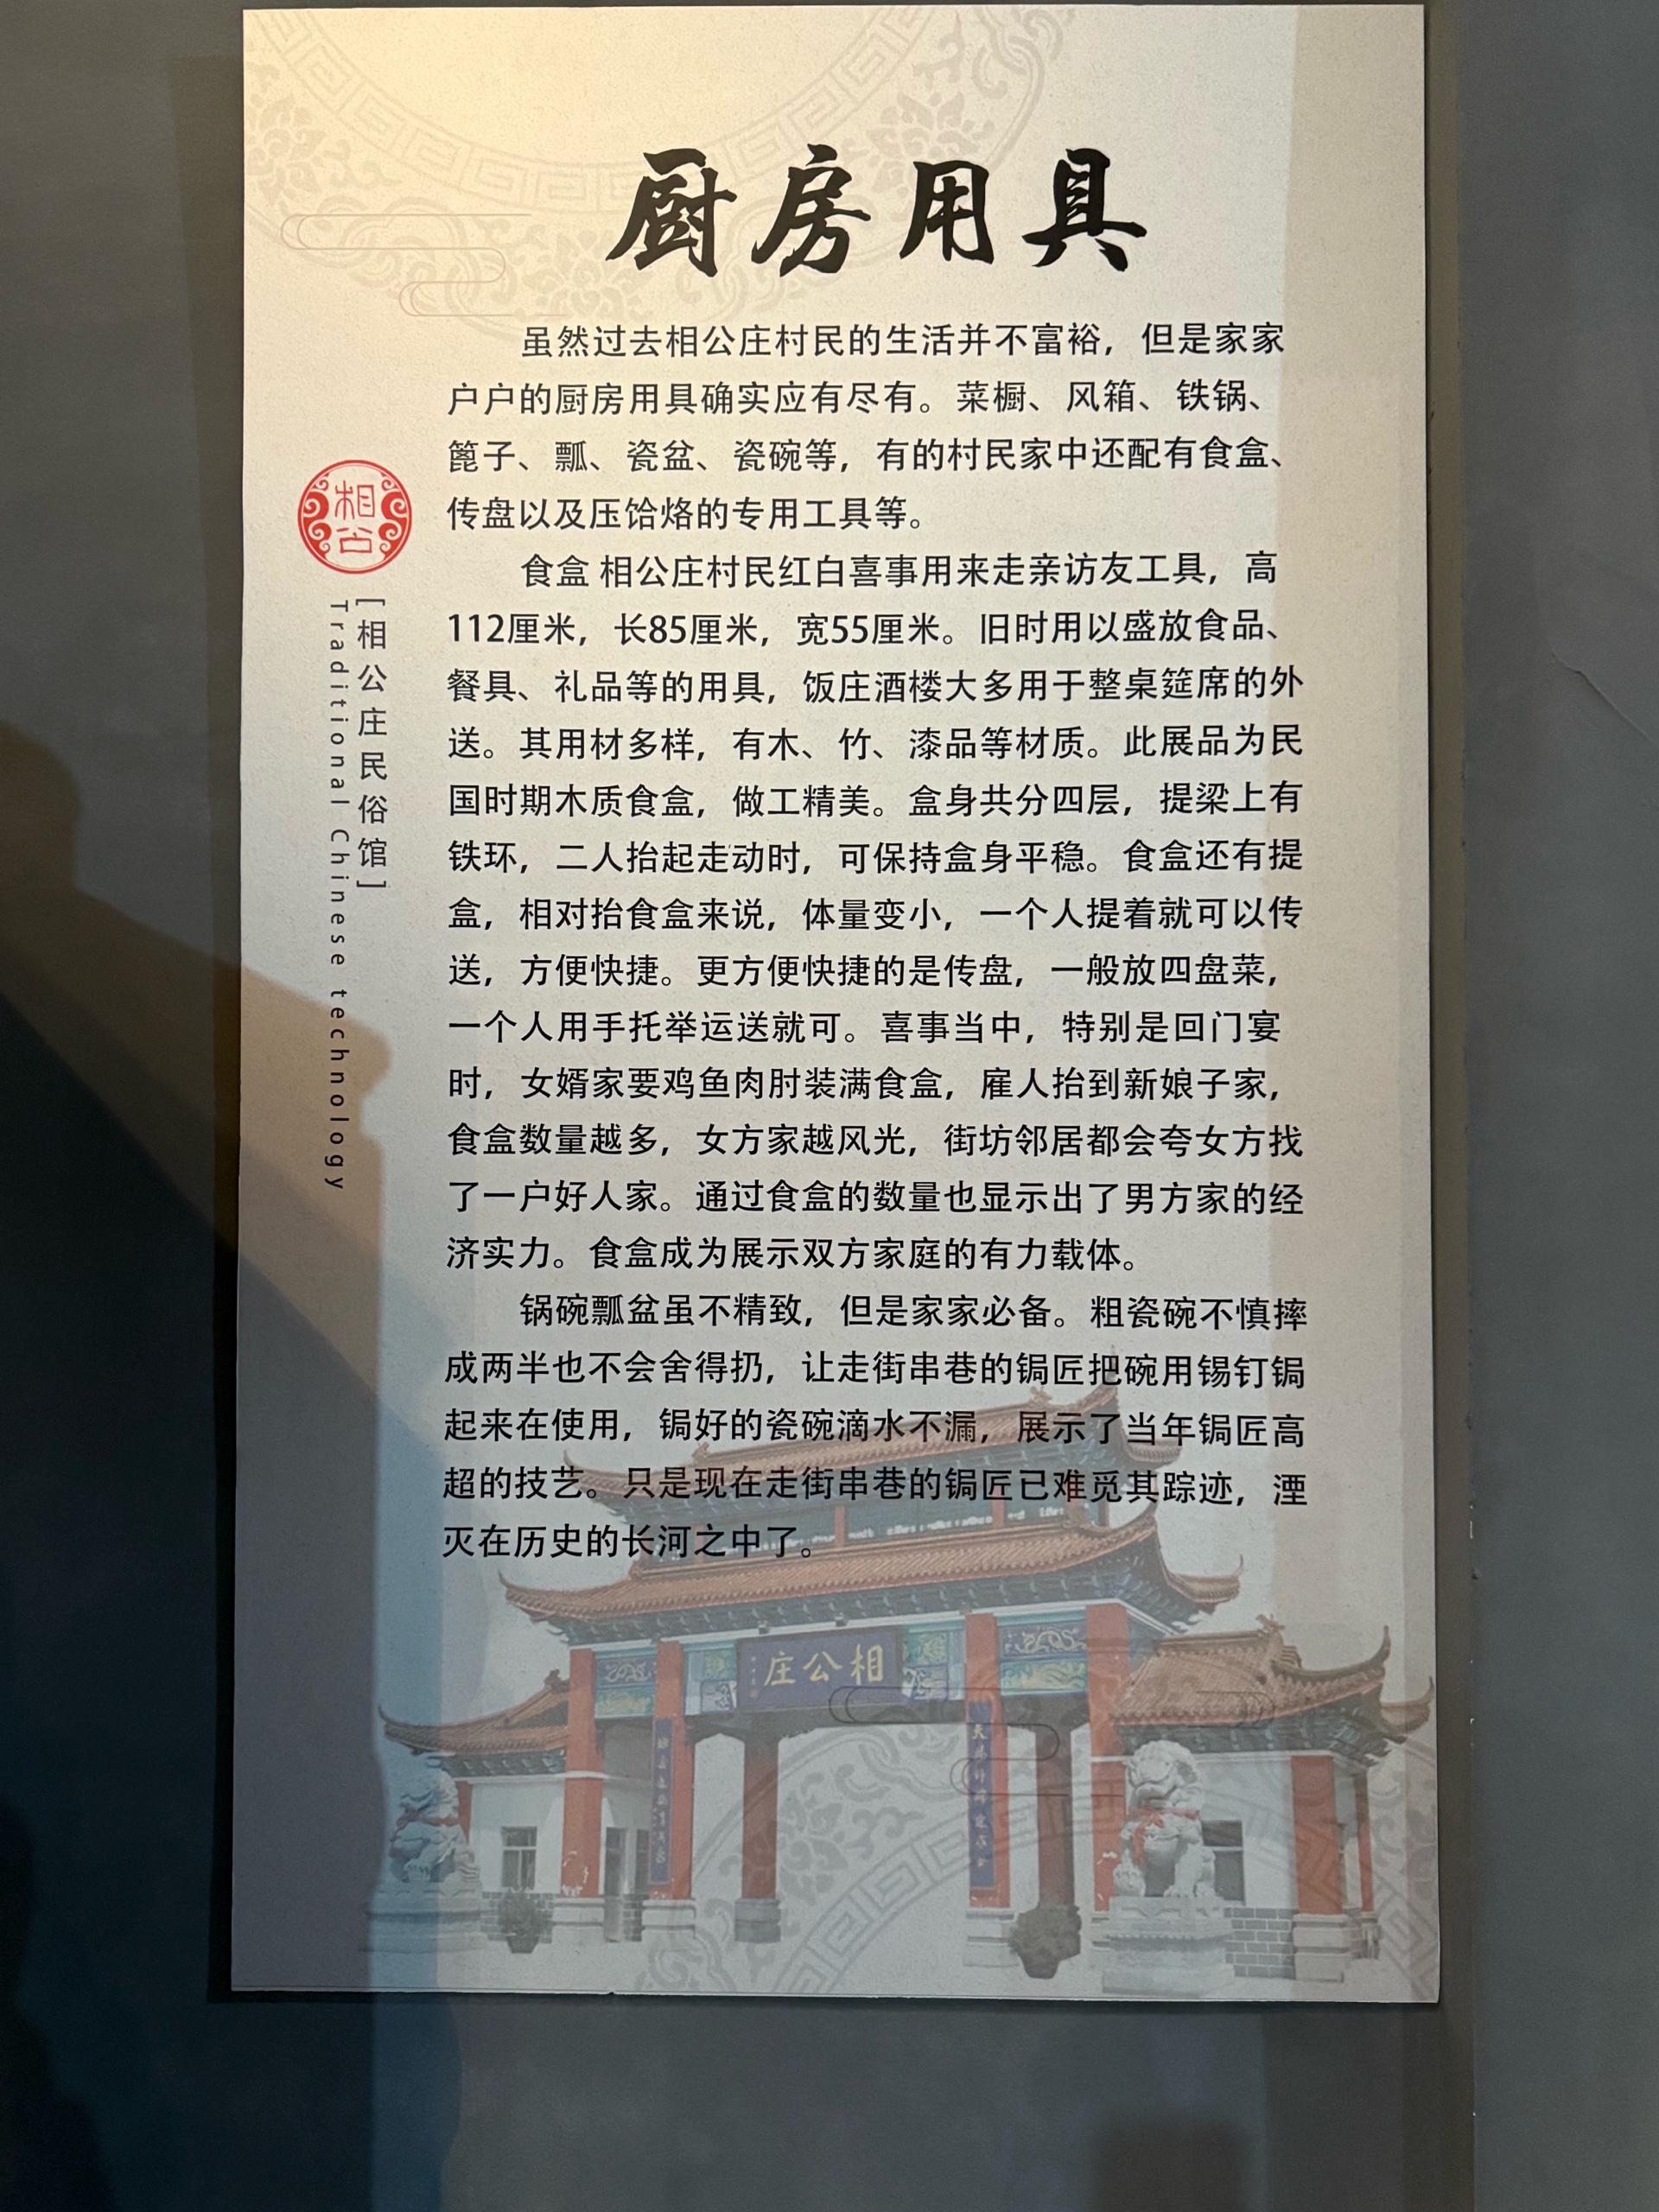 厨房用具
虽然过去相公庄村民的生活并不富裕，但是家家
户户的厨房用具确实应有尽有。菜橱、风箱、铁锅、
篦子、瓢、瓷盆、瓷碗等，有的村民家中还配有食盒、
传盘以及压饸烙的专用工具等。
食盒 相公庄村民红白喜事用来走亲访友工具，高
112厘米，长85厘米，宽55厘米。旧时用以盛放食品、
餐具、礼品等的用具，饭庄酒楼大多用于整桌筵席的外
送。其用材多样，有木、竹、漆品等材质。此展品为民
国时期木质食盒，做工精美。盒身共分四层，提梁上有
铁环，二人抬起走动时，可保持盒身平稳。食盒还有提
盒，相对抬食盒来说，体量变小，一个人提着就可以传
送，方便快捷。更方便快捷的是传盘，一般放四盘菜，
一个人用手托举运送就可。喜事当中，特别是回门宴
时，女婿家要鸡鱼肉肘装满食盒，雇人抬到新娘子家，
食盒数量越多，女方家越风光，街坊邻居都会夸女方找
了一户好人家。通过食盒的数量也显示出了男方家的经
济实力。食盒成为展示双方家庭的有力载体。
锅碗瓢盆虽不精致，但是家家必备。粗瓷碗不慎摔
成两半也不会舍得扔，让走街串巷的锔匠把碗用锡钉锔
起来在使用，锔好的瓷碗滴水不漏，展示了当年锔匠高
超的技艺。只是现在走街串巷的锔匠已难觅其踪迹，湮
灭在历史的长河之中了。
相公
[相公庄民俗馆]
Traditional Chinese technology
相公庄